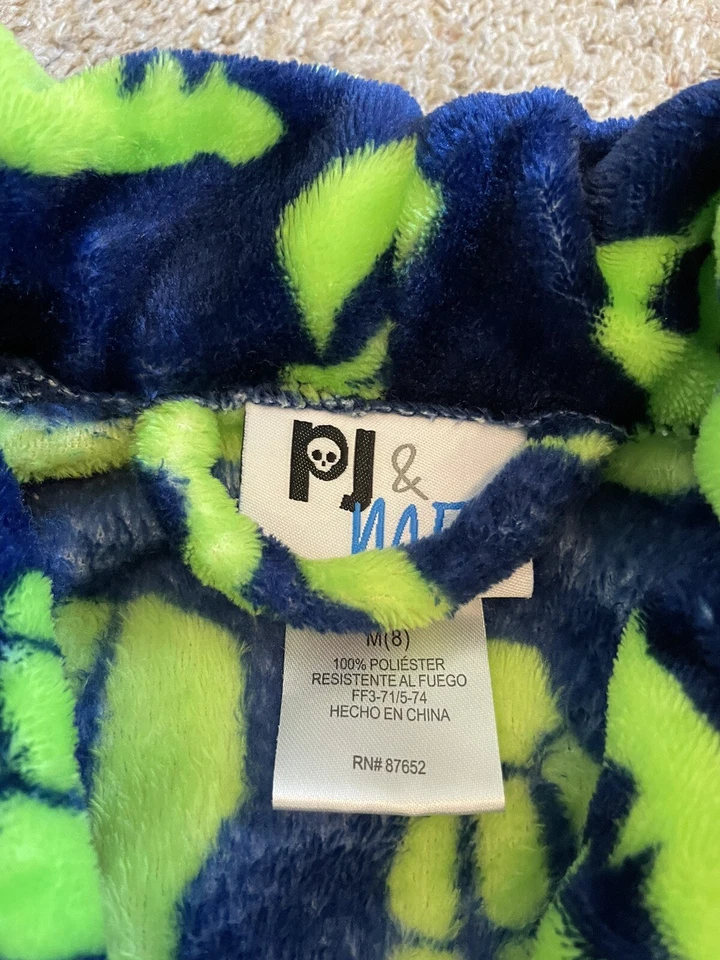 PJ &
M(8)
100% POLIÉSTER
RESISTENTE AL FUEGO
FF3-71/5-74
HECHO EN CHINA
RN# 87652